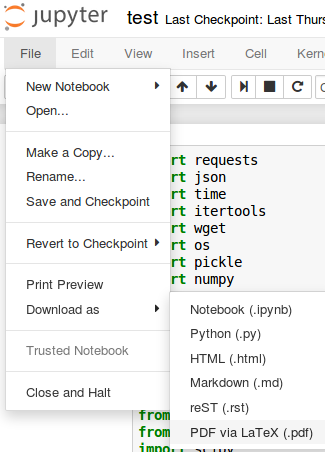 jupyter test Last Checkpoint: Last Thurs
File Edit View Insert Cell Kerne
New Notebook
Open...
Make a Copy...
Rename...
Save and Checkpoint
Revert to Checkpoint
Print Preview
Download as
Trusted Notebook
Close and Halt
Notebook (.ipynb)
Python (.py)
HTML (.html)
Markdown (.md)
reST (.rst)
PDF via LaTeX (.pdf)
rt requests
rt json
rt time
rt itertools
rt wget
rt os
rt pickle
rt numpy
from
import scipy